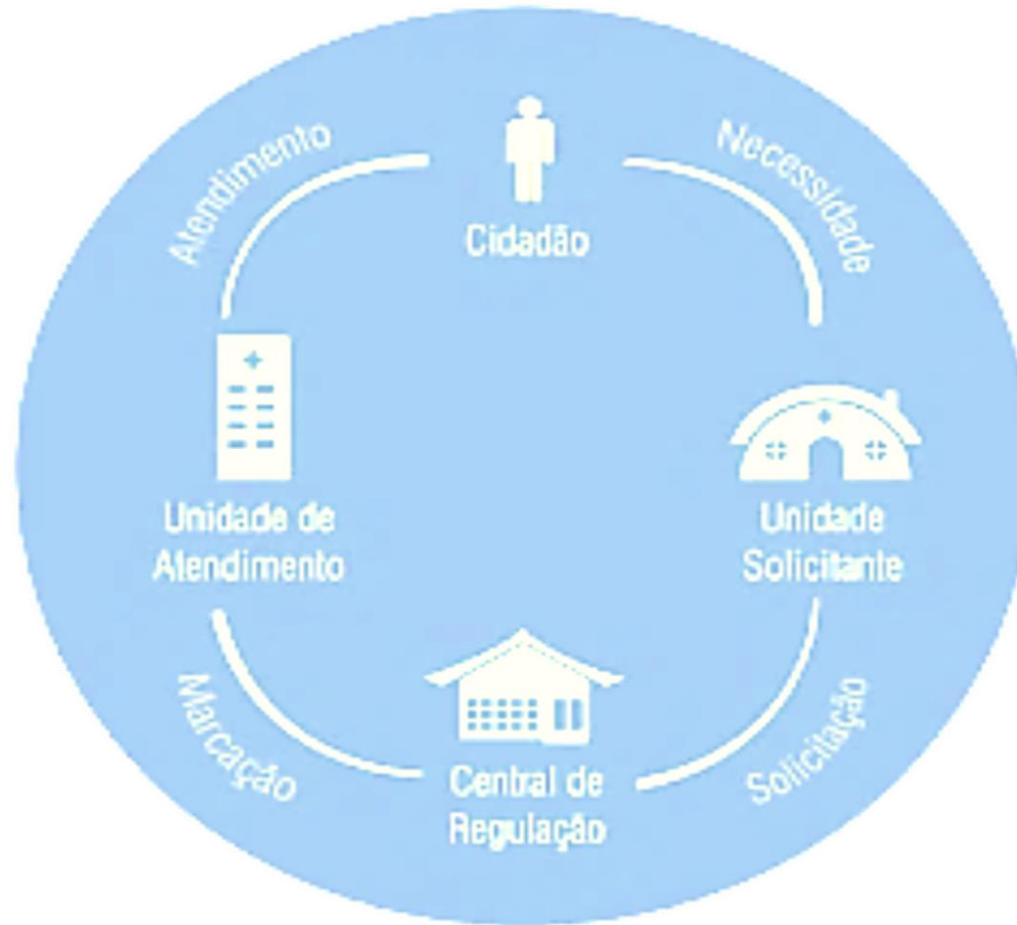 Atendimento
Necessidade
Cidadão
Unidade de
Atendimento
Unidade
Solicitante
Marcação
Central de
Regulação
Solicitação